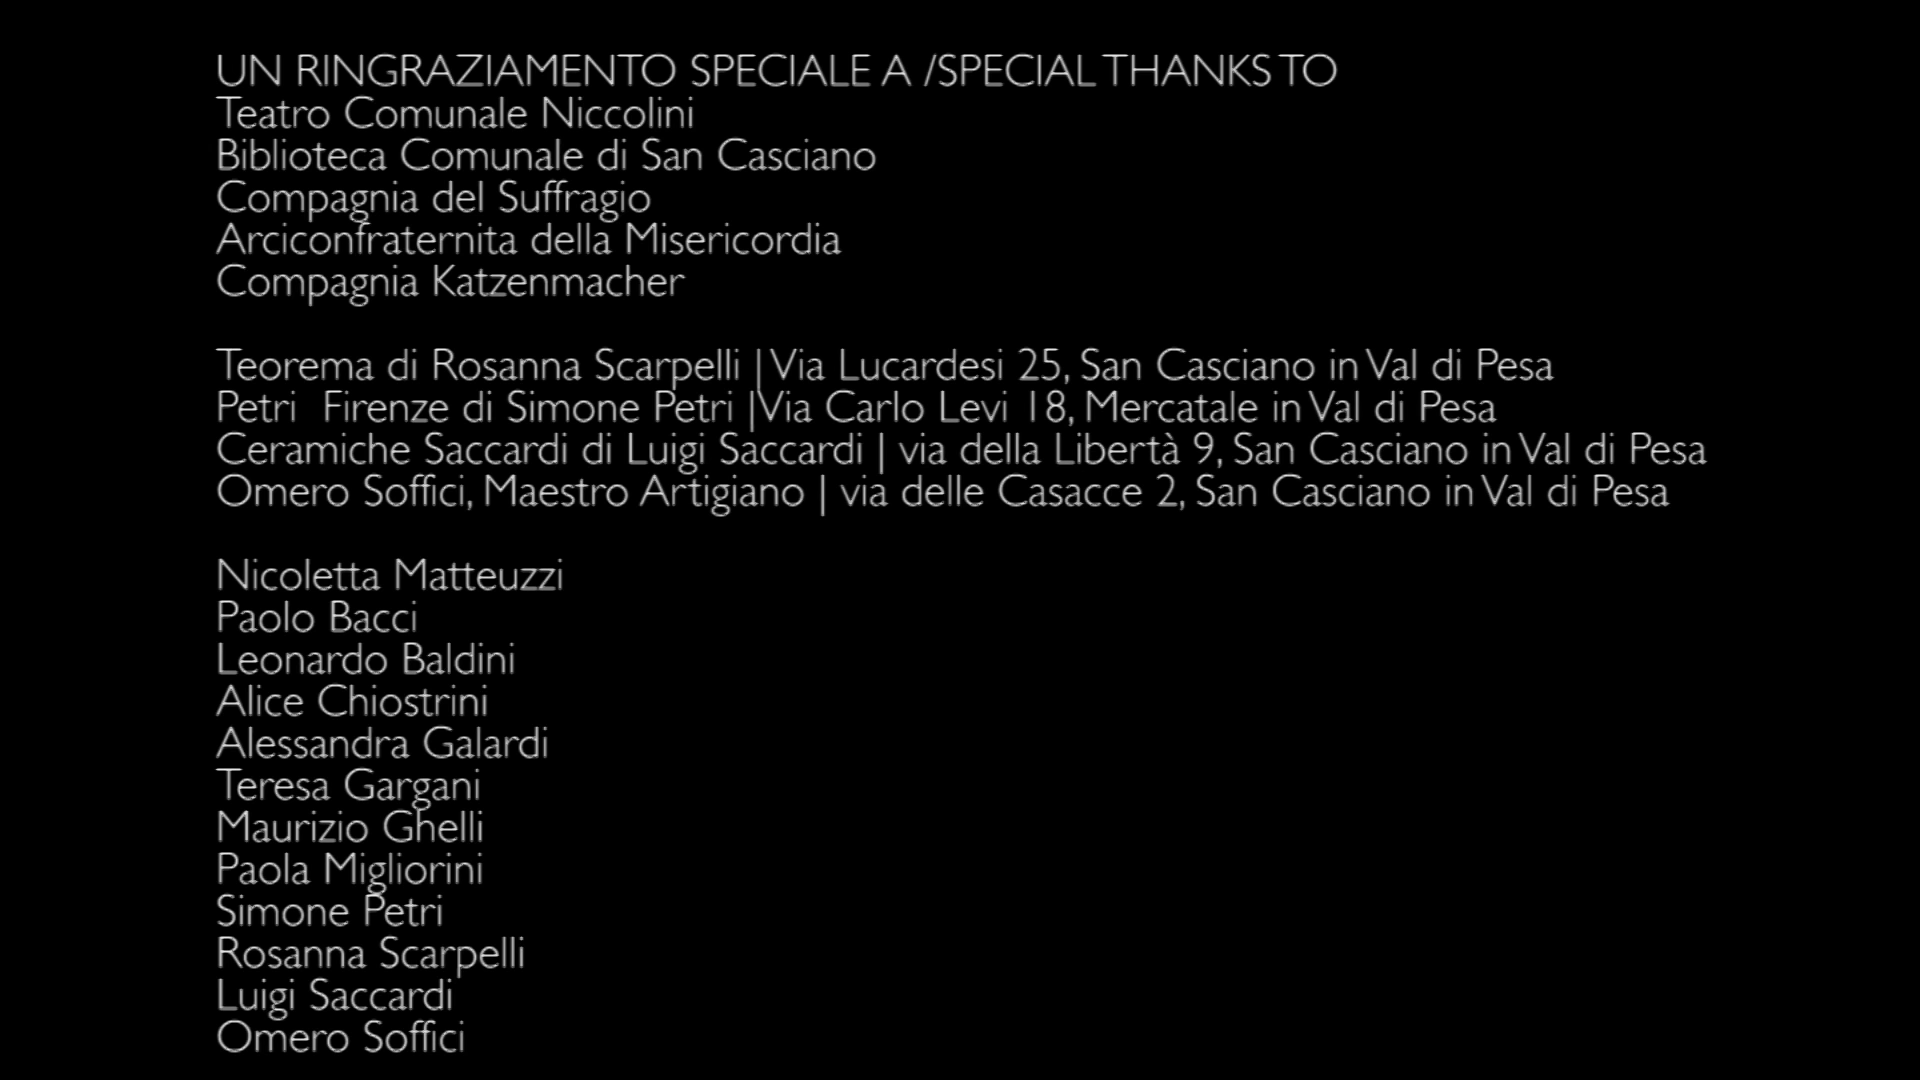 UN RINGRAZIAMENTO SPECIALE A /SPECIAL THANKS TO
Teatro Comunale Niccolini
Biblioteca Comunale di San Casciano
Compagnia del Suffragio
Arciconfraternita della Misericordia
Compagnia Katzenmacher
Teorema di Rosanna Scarpelli | Via Lucardesi 25, San Casciano in Val di Pesa
Petri  Firenze di Simone Petri |Via Carlo Levi 18, Mercatale in Val di Pesa
Ceramiche Saccardi di Luigi Saccardi | via della Libertà 9, San Casciano in Val di Pesa
Omero Soffici, Maestro Artigiano | via delle Casacce 2, San Casciano in Val di Pesa
Nicoletta Matteuzzi
Paolo Bacci
Leonardo Baldini
Alice Chiostrini
Alessandra Galardi
Teresa Gargani
Maurizio Ghelli
Paola Migliorini
Simone Petri
Rosanna Scarpelli
Luigi Saccardi
Omero Soffici